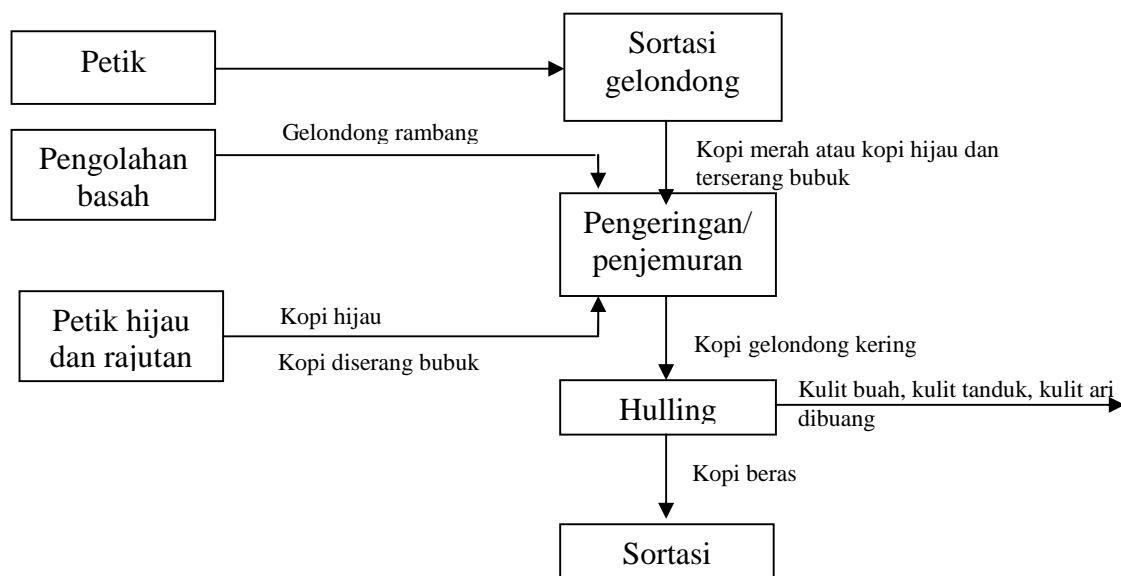 Petik
Sortasi
gelondong
Gelondong rambang
Pengolahan
basah
Kopi merah atau kopi hijau dan
terserang bubuk
Pengeringan/
penjemuran
Petik hijau
dan rajutan
Kopi hijau
Kopi diserang bubuk
Kopi gelondong kering
Hulling
Kulit buah, kulit tanduk, kulit ari
dibuang
Kopi beras
Sortasi